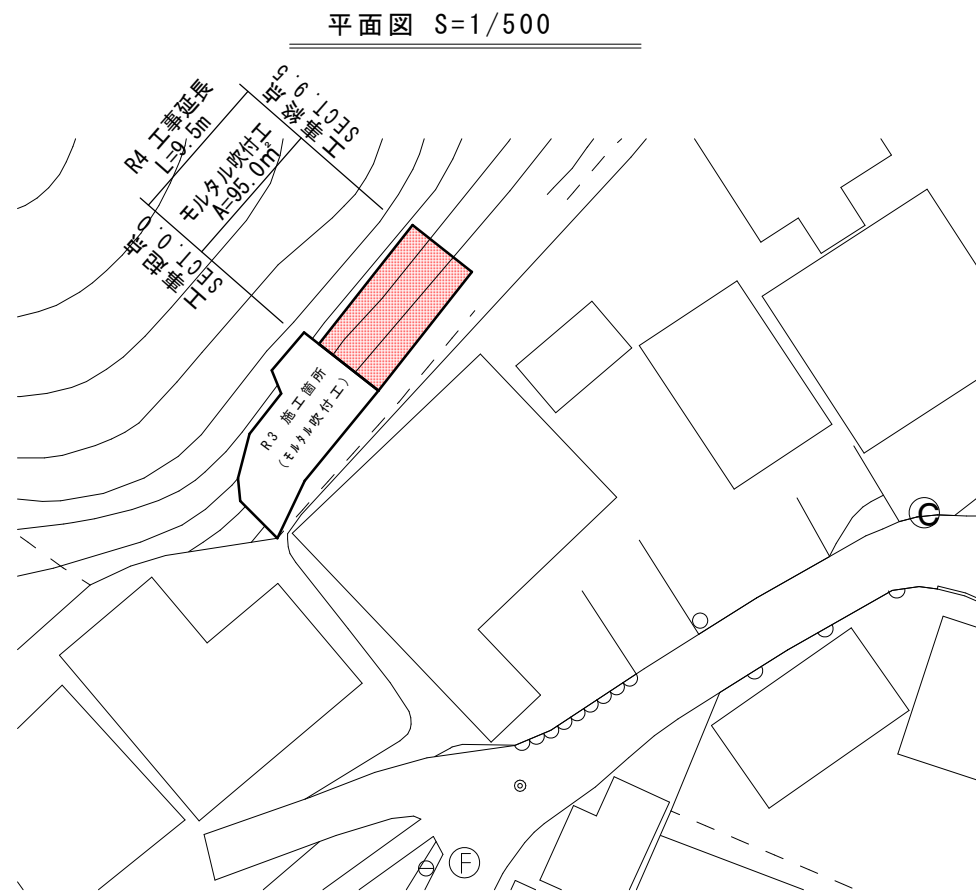 平面図 S=1/500
R4 工事延長
L=9.5m
モルタル吹付工
A=95.0㎡
工事終点
SECT.9.5
工事起点
SECT.0.0
R3 施工箇所
(モルタル吹付工)
C
F